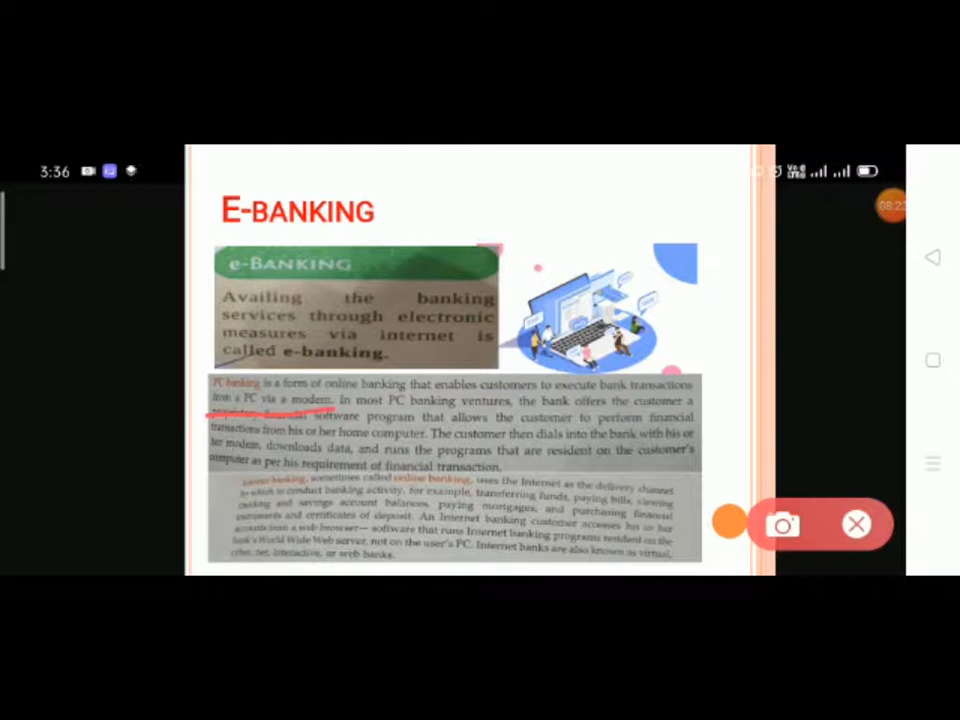 3:36
08:23
E-BANKING
e-BANKING
Availing the banking
services through electronic
measures via internet is
called e-banking.
PC banking is a form of online banking that enables customers to execute bank transactions
from a PC via a modem. In most PC banking ventures, the bank offers the customer a
proprietary financial software program that allows the customer to perform financial
transactions from his or her home computer. The customer then dials into the bank with his or
her modem, downloads data, and runs the programs that are resident on the customer's
computer as per his requirement of financial transaction.
Internet banking, sometimes called online banking, uses the Internet as the delivery channel
by which to conduct banking activity, for example, transferring funds, paying bills, viewing
checking and savings account balances, paying mortgages, and purchasing financial
instruments and certificates of deposit. An Internet banking customer accesses his or her
accounts from a web browser— software that runs Internet banking programs resident on the
bank's World Wide Web server, not on the user's PC. Internet banks are also known as virtual,
cyber, net, interactive, or web banks.